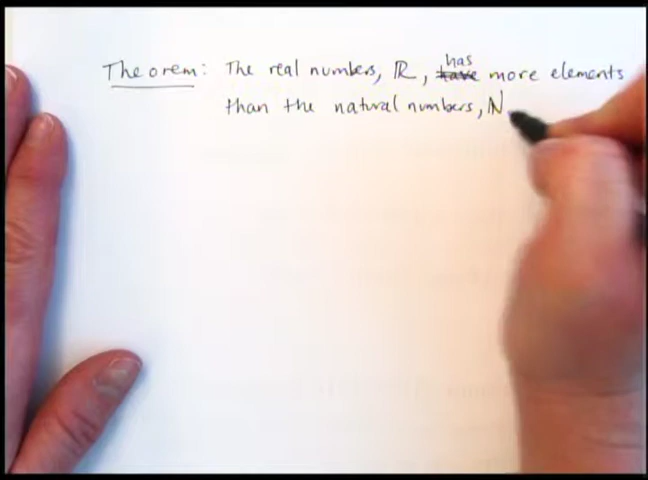 Theorem: The real numbers, ℝ, has more elements
than the natural numbers, ℕ